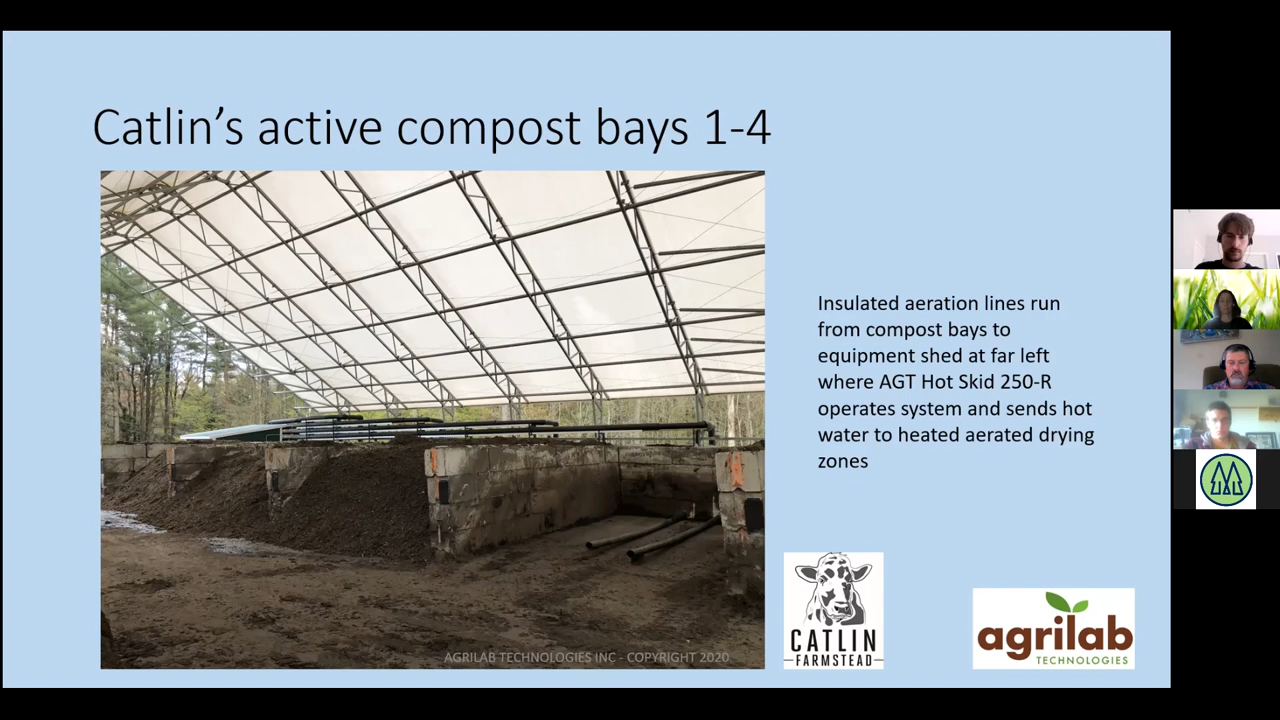 Catlin’s active compost bays 1-4
Insulated aeration lines run
from compost bays to
equipment shed at far left
where AGT Hot Skid 250-R
operates system and sends hot
water to heated aerated drying
zones
AGRILAB TECHNOLOGIES INC - COPYRIGHT 2020
CATLIN
FARMSTEAD
agrilab
TECHNOLOGIES